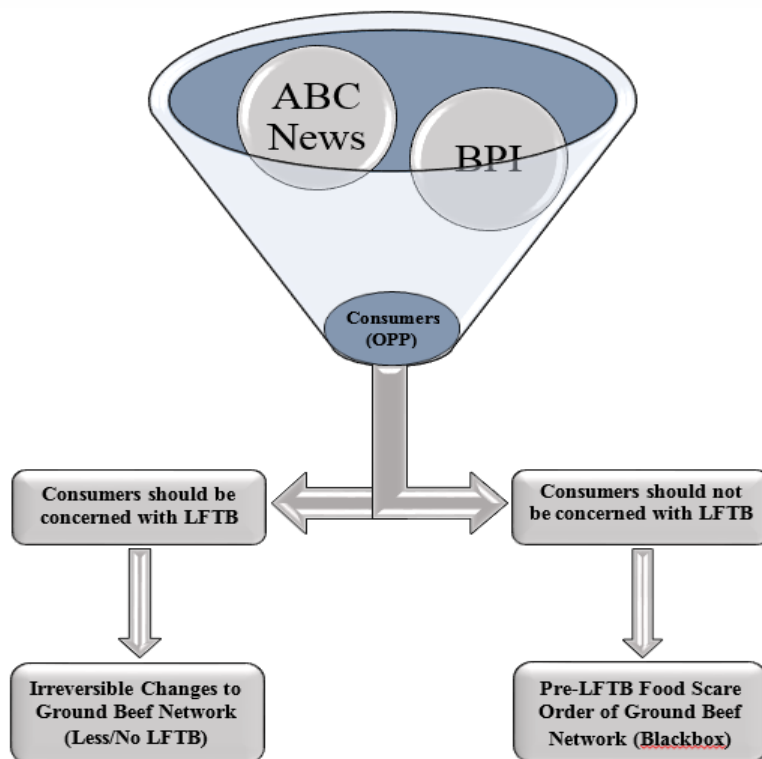 ABC
News
BPI
Consumers
(OPP)
Consumers should be
concerned with LFTB
Consumers should not
be concerned with LFTB
Irreversible Changes to
Ground Beef Network
(Less/No LFTB)
Pre-LFTB Food Scare
Order of Ground Beef
Network (Blackbox)